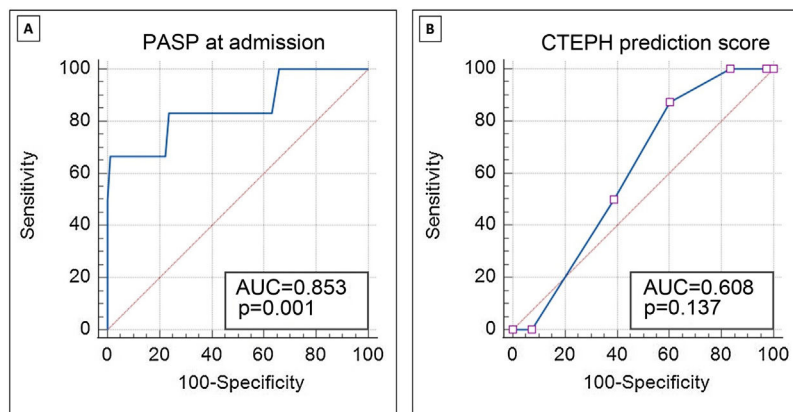 A
PASP at admission
100
80
60
40
20
0
Sensitivity
AUC=0.853
p=0.001
0 20 40 60 80 100
100-Specificity
B
CTEPH prediction score
100
80
60
40
20
0
Sensitivity
AUC=0.608
p=0.137
0 20 40 60 80 100
100-Specificity